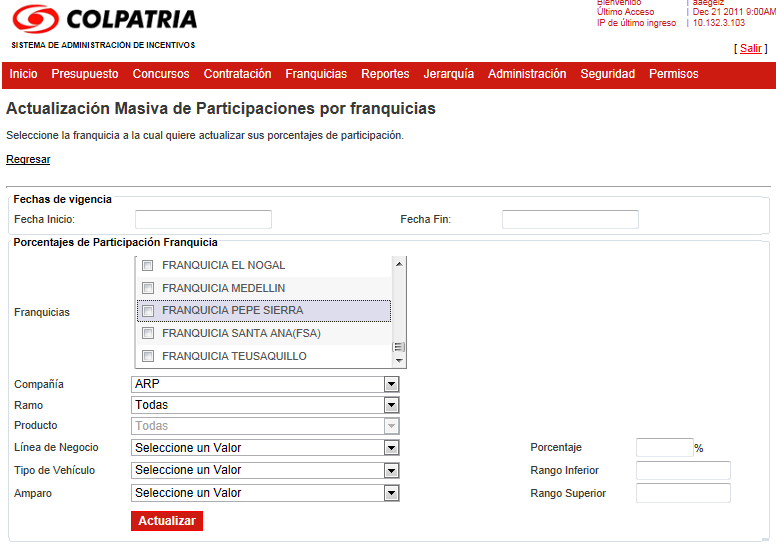 COLPATRIA
SISTEMA DE ADMINISTRACIÓN DE INCENTIVOS
Bienvenido |
Último Acceso | Dec 21 2011 9:00AM
IP de último ingreso | 10.132.3.103
[ Salir ]
Inicio Presupuesto Concursos Contratación Franquicias Reportes Jerarquía Administración Seguridad Permisos
Actualización Masiva de Participaciones por franquicias
Seleccione la franquicia a la cual quiere actualizar sus porcentajes de participación.
Regresar
Fechas de vigencia
Fecha Inicio: Fecha Fin:
Porcentajes de Participación Franquicia
Franquicias
FRANQUICIA EL NOGAL
FRANQUICIA MEDELLIN
FRANQUICIA PEPE SIERRA
FRANQUICIA SANTA ANA(FSA)
FRANQUICIA TEUSAQUILLO
Compañía ARP
Ramo Todas
Producto Todas
Línea de Negocio Seleccione un Valor Porcentaje %
Tipo de Vehículo Seleccione un Valor Rango Inferior
Amparo Seleccione un Valor Rango Superior
Actualizar